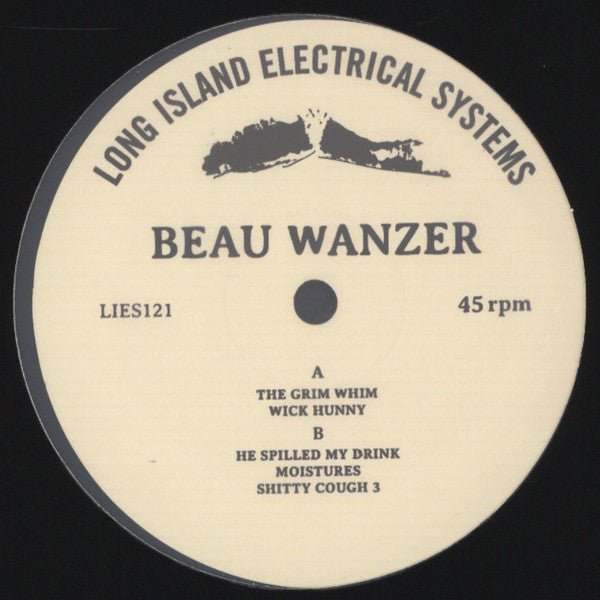 LONG ISLAND ELECTRICAL SYSTEMS
BEAU WANZER
LIES121
45 rpm
A
THE GRIM WHIM
WICK HUNNY
B
HE SPILLED MY DRINK
MOISTURES
SHITTY COUGH 3